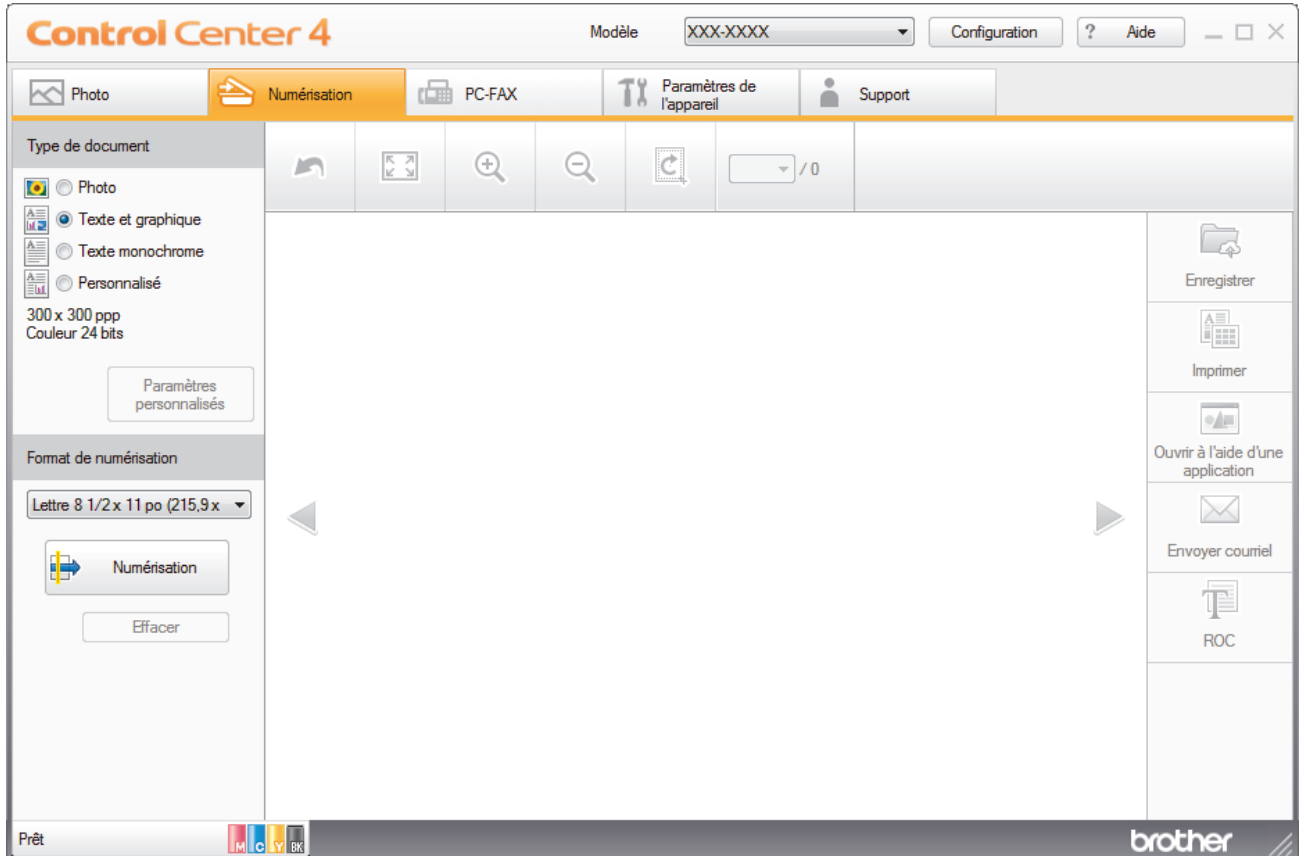 Control Center 4
Modèle
XXX-XXXX
Configuration
? Aide
Photo
Numérisation
PC-FAX
Paramètres de
l'appareil
Support
Type de document
/ 0
Photo
Texte et graphique
Texte monochrome
Personnalisé
300 x 300 ppp
Couleur 24 bits
Paramètres
personnalisés
Format de numérisation
Lettre 8 1/2 x 11 po (215,9 x
Numérisation
Effacer
Enregistrer
Imprimer
Ouvrir à l'aide d'une
application
Envoyer courriel
ROC
Prêt
M C Y BK
brother